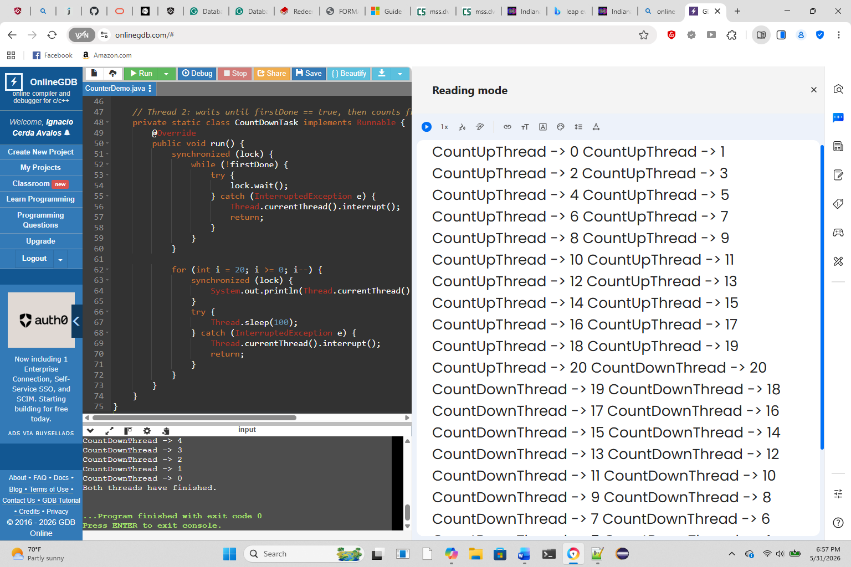 Databa
Databa
Redee
FORM
Guide
mss.d
mss.d
Indian
leap c
Indian
online
G
VPN
onlinegdb.com/#
Facebook
Amazon.com
OnlineGDB
online compiler and
debugger for c/c++
Welcome, Ignacio
Cerda Avalos
Create New Project
My Projects
Classroom new
Learn Programming
Programming
Questions
Upgrade
Logout
auth0
Now including 1
Enterprise
Connection, Self-
Service SSO, and
SCIM. Starting
building for free
today.
ADS VIA BUYSELLADS
About • FAQ • Docs •
Blog • Terms of Use •
Contact Us • GDB Tutorial
• Credits • Privacy
© 2016 - 2026 GDB
Online
Run
Debug
Stop
Share
Save
{ } Beautify
CounterDemo.java
46
47 // Thread 2: waits until firstDone == true, then counts f
48 private static class CountDownTask implements Runnable {
49 @Override
50 public void run() {
51 synchronized (lock) {
52 while (!firstDone) {
53 try {
54 lock.wait();
55 } catch (InterruptedException e) {
56 Thread.currentThread().interrupt();
57 return;
58 }
59 }
60 }
61
62 for (int i = 20; i >= 0; i--) {
63 synchronized (lock) {
64 System.out.println(Thread.currentThread()
65 }
66 try {
67 Thread.sleep(100);
68 } catch (InterruptedException e) {
69 Thread.currentThread().interrupt();
70 return;
71 }
72 }
73 }
74 }
75 }
input
CountDownThread -> 4
CountDownThread -> 3
CountDownThread -> 2
CountDownThread -> 1
CountDownThread -> 0
Both threads have finished.
...Program finished with exit code 0
Press ENTER to exit console.
Reading mode
1x
CountUpThread -> 0 CountUpThread -> 1
CountUpThread -> 2 CountUpThread -> 3
CountUpThread -> 4 CountUpThread -> 5
CountUpThread -> 6 CountUpThread -> 7
CountUpThread -> 8 CountUpThread -> 9
CountUpThread -> 10 CountUpThread -> 11
CountUpThread -> 12 CountUpThread -> 13
CountUpThread -> 14 CountUpThread -> 15
CountUpThread -> 16 CountUpThread -> 17
CountUpThread -> 18 CountUpThread -> 19
CountUpThread -> 20 CountDownThread -> 20
CountDownThread -> 19 CountDownThread -> 18
CountDownThread -> 17 CountDownThread -> 16
CountDownThread -> 15 CountDownThread -> 14
CountDownThread -> 13 CountDownThread -> 12
CountDownThread -> 11 CountDownThread -> 10
CountDownThread -> 9 CountDownThread -> 8
CountDownThread -> 7 CountDownThread -> 6
70°F
Partly sunny
Search
6:57 PM
5/31/2026